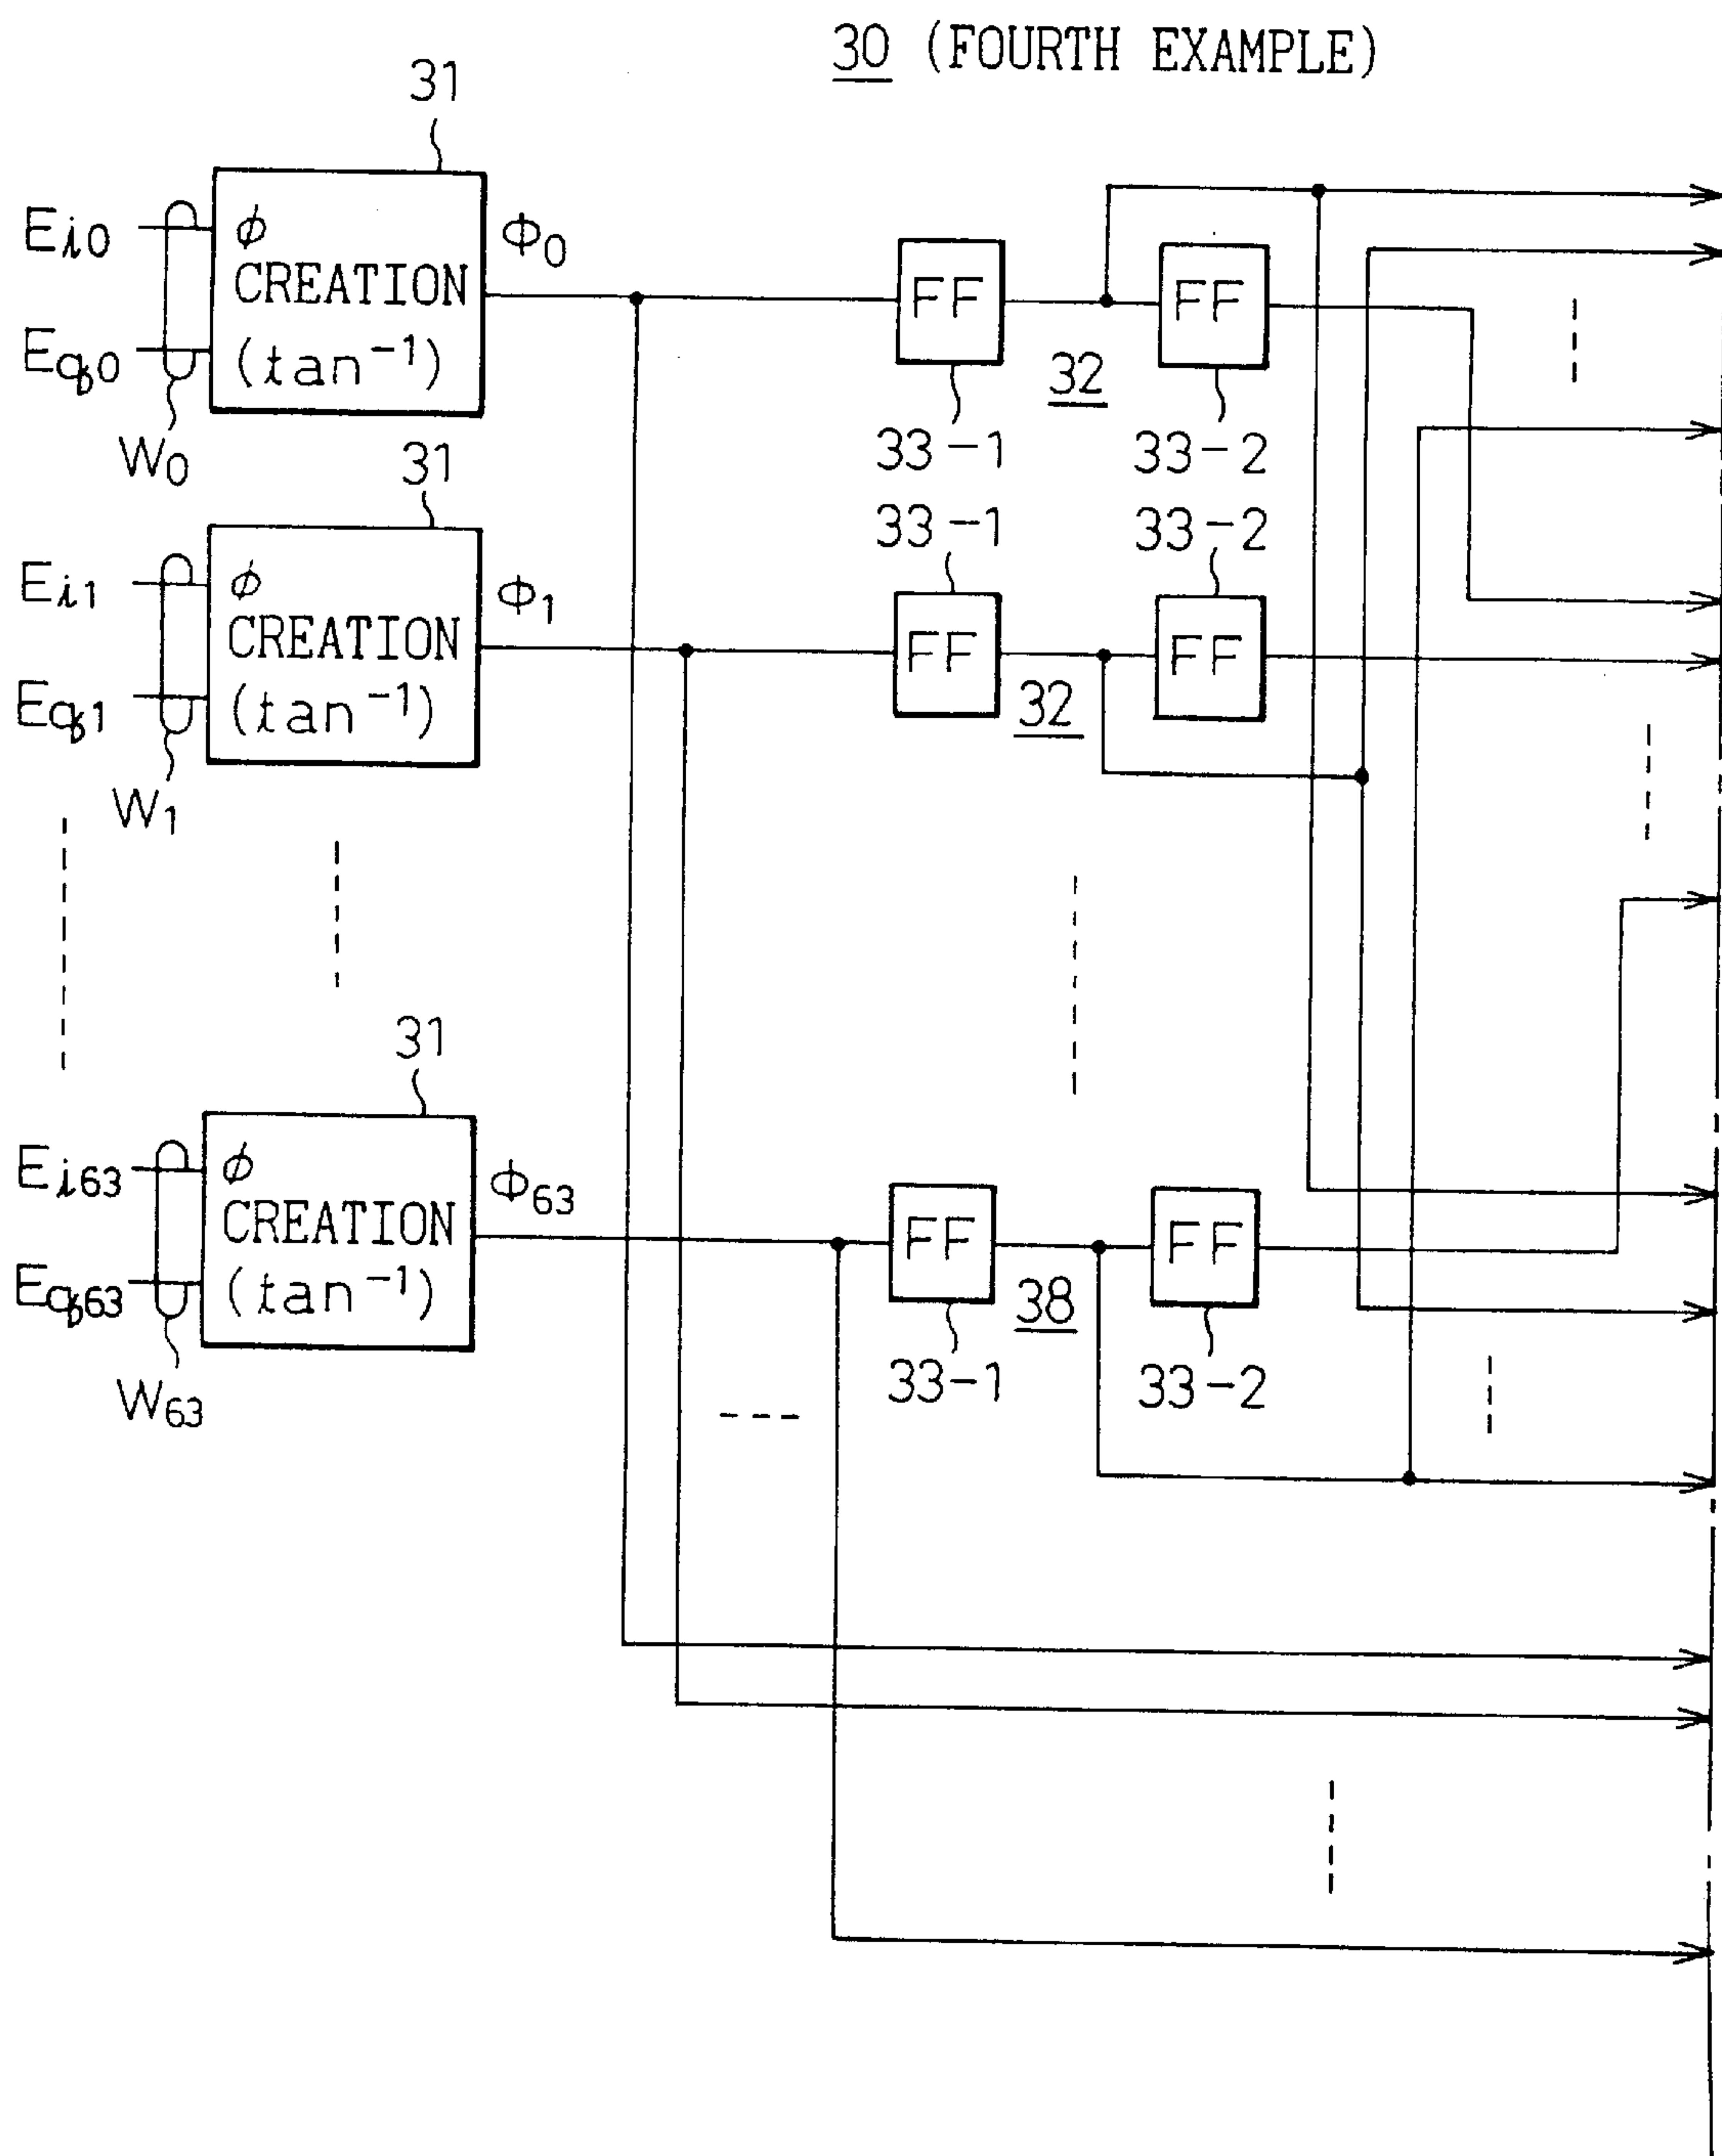 30 (FOURTH EXAMPLE)
31
Ei0
Eq0
W0
ϕ
CREATION
(tan⁻¹)
Φ0
FF
33-1
32
FF
33-2
31
Ei1
Eq1
W1
ϕ
CREATION
(tan⁻¹)
Φ1
33-1
FF
32
33-2
FF
31
Ei63
Eq63
W63
ϕ
CREATION
(tan⁻¹)
Φ63
FF
33-1
38
FF
33-2